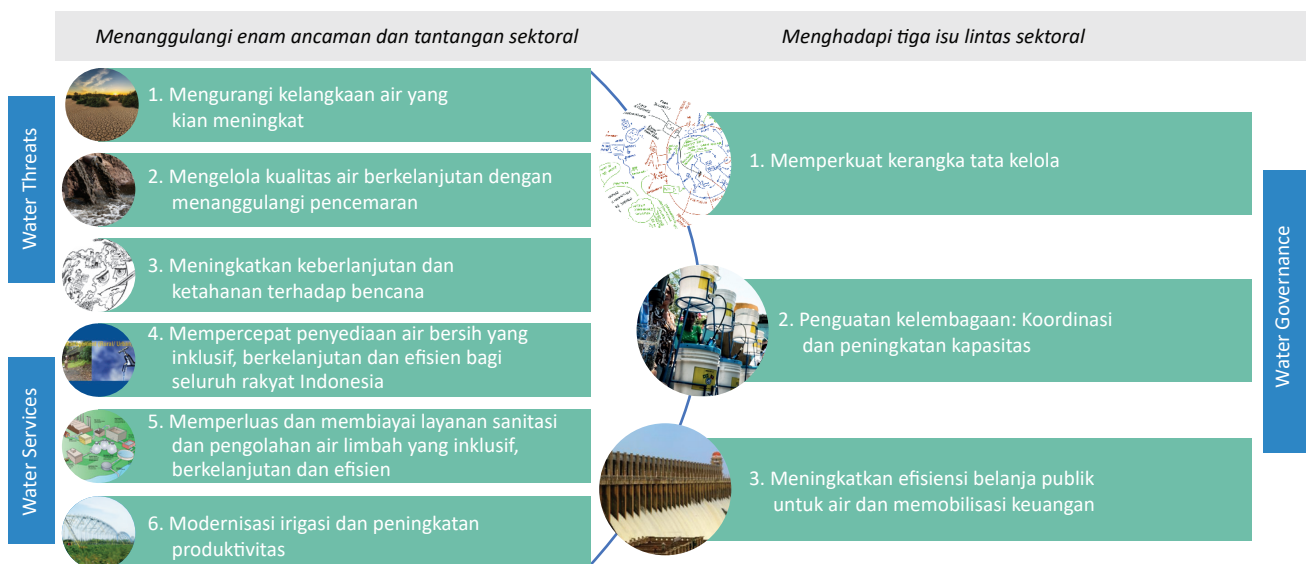 Menanggulangi enam ancaman dan tantangan sektoral
Menghadapi tiga isu lintas sektoral
Water Threats
1. Mengurangi kelangkaan air yang
kian meningkat
2. Mengelola kualitas air berkelanjutan dengan
menanggulangi pencemaran
3. Meningkatkan keberlanjutan dan
ketahanan terhadap bencana
Water Services
4. Mempercepat penyediaan air bersih yang
inklusif, berkelanjutan dan efisien bagi
seluruh rakyat Indonesia
5. Memperluas dan membiayai layanan sanitasi
dan pengolahan air limbah yang inklusif,
berkelanjutan dan efisien
6. Modernisasi irigasi dan peningkatan
produktivitas
1. Memperkuat kerangka tata kelola
2. Penguatan kelembagaan: Koordinasi
dan peningkatan kapasitas
3. Meningkatkan efisiensi belanja publik
untuk air dan memobilisasi keuangan
Water Governance